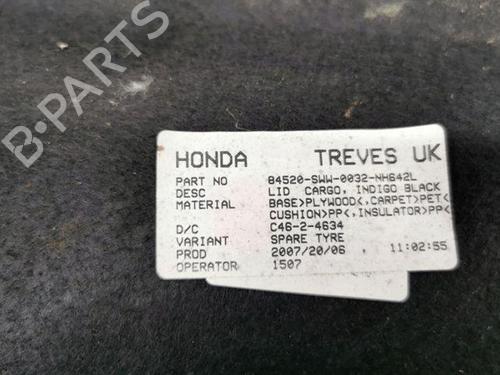 B-PARTS
HONDA TREVES UK
PART NO 84520-SWW-0032-NH642L
DESC LID CARGO, INDIGO BLACK
MATERIAL BASE>PLYWOOD<,CARPET>PET<
CUSHION>PP<,INSULATOR>PP<
D/C C46-2-4634
VARIANT SPARE TYRE
PROD 2007/20/06 11:02:55
OPERATOR 1507